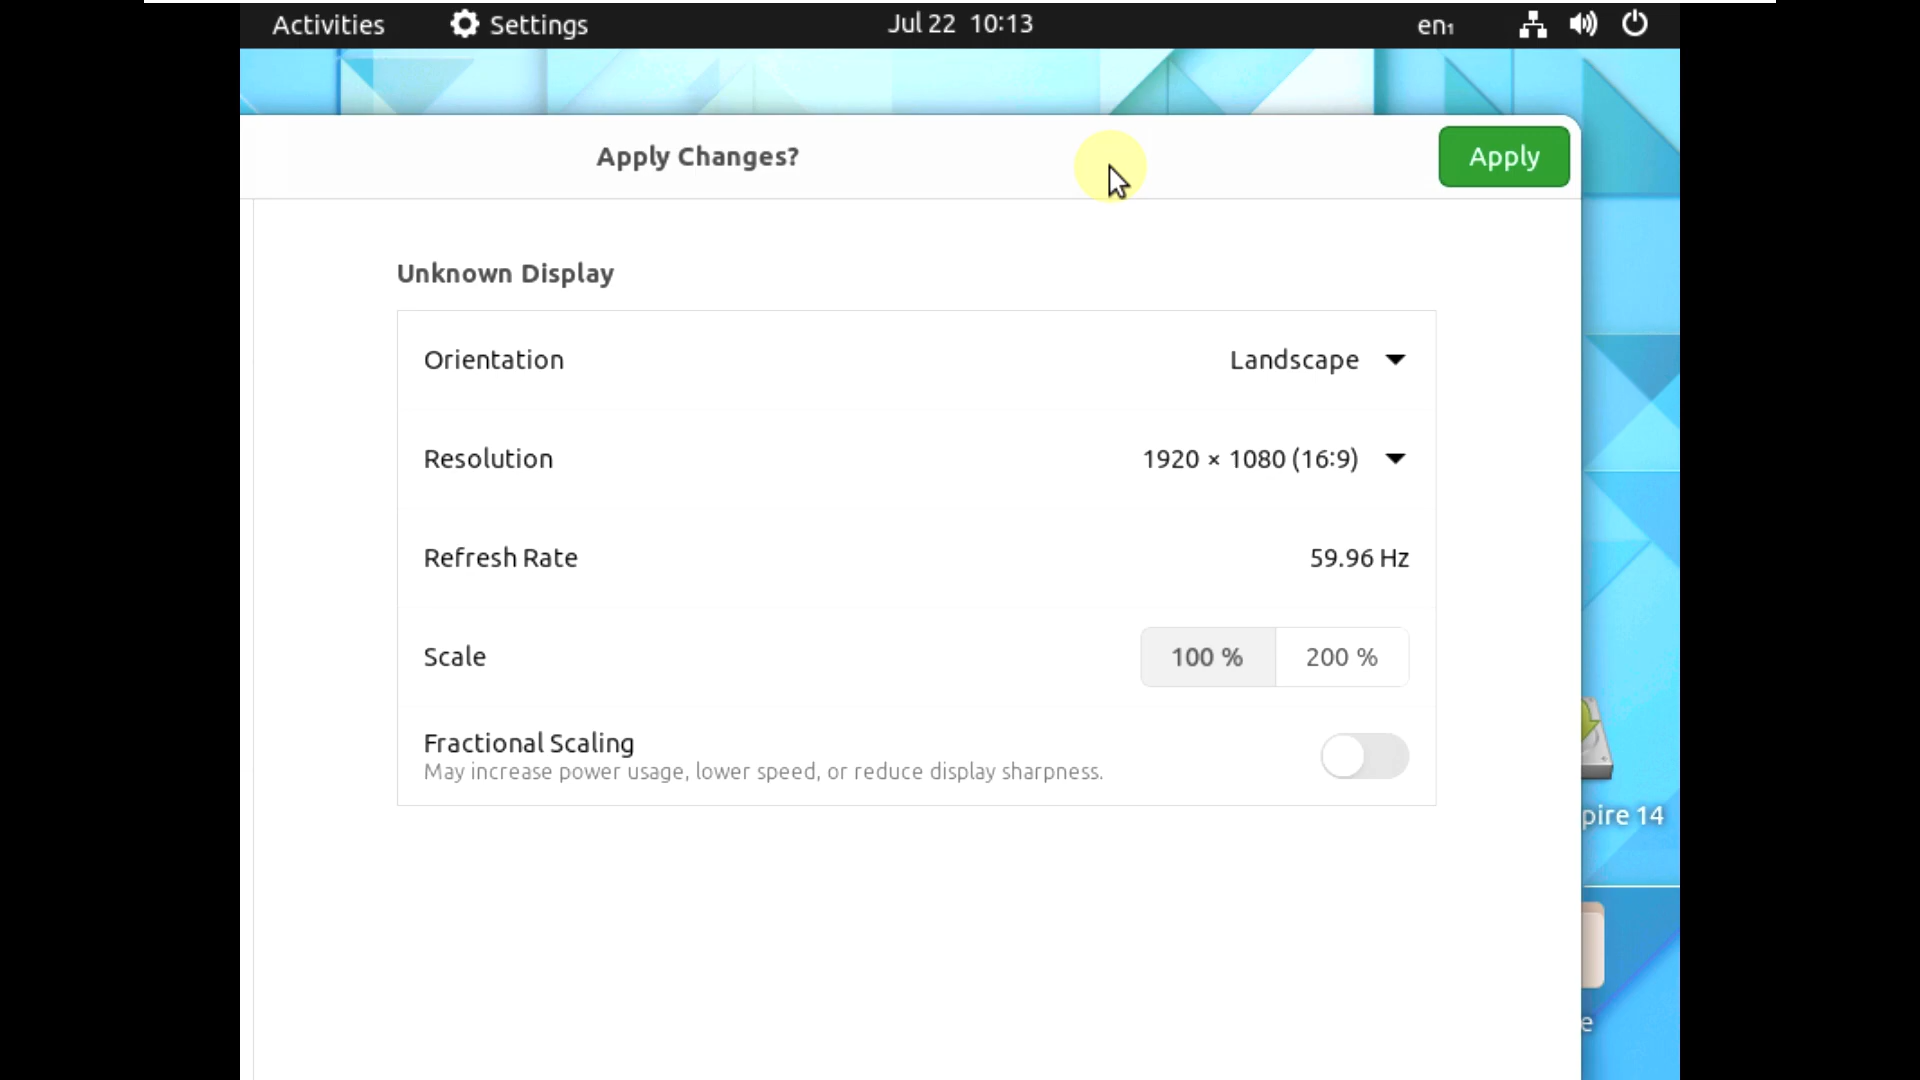 Activities Settings Jul 22 10:13 en₁
Apply Changes? Apply
Unknown Display
Orientation Landscape
Resolution 1920 × 1080 (16:9)
Refresh Rate 59.96 Hz
Scale 100 % 200 %
Fractional Scaling
May increase power usage, lower speed, or reduce display sharpness.
pire 14
e